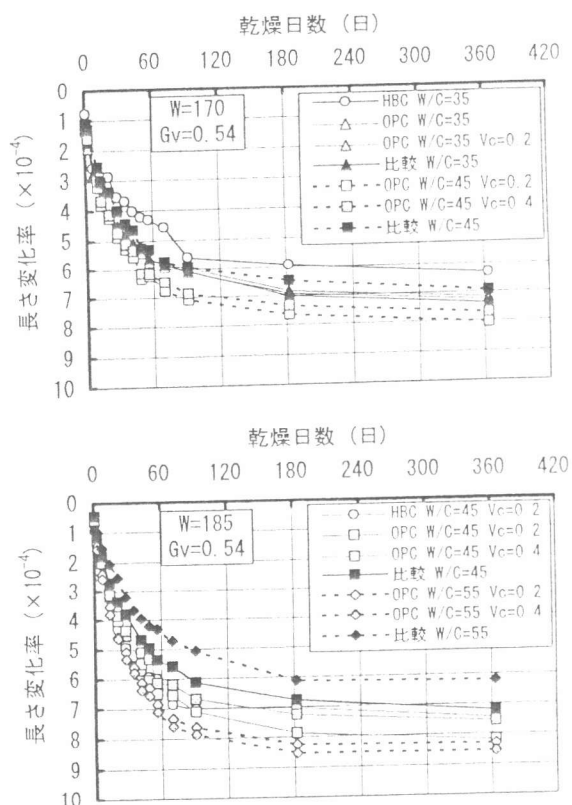 乾燥日数 (日)
0 60 120 180 240 300 360 420
0
1
2
3
4
5
6
7
8
9
10
長さ変化率 (×10⁻⁴)
W=170
Gv=0.54
HBC W/C=35
OPC W/C=35
OPC W/C=35 Vc=0.2
比較 W/C=35
OPC W/C=45 Vc=0.2
OPC W/C=45 Vc=0.4
比較 W/C=45
乾燥日数 (日)
0 60 120 180 240 300 360 420
0
1
2
3
4
5
6
7
8
9
10
長さ変化率 (×10⁻⁴)
W=185
Gv=0.54
HBC W/C=45 Vc=0.2
OPC W/C=45 Vc=0.2
OPC W/C=45 Vc=0.4
比較 W/C=45
OPC W/C=55 Vc=0.2
OPC W/C=55 Vc=0.4
比較 W/C=55